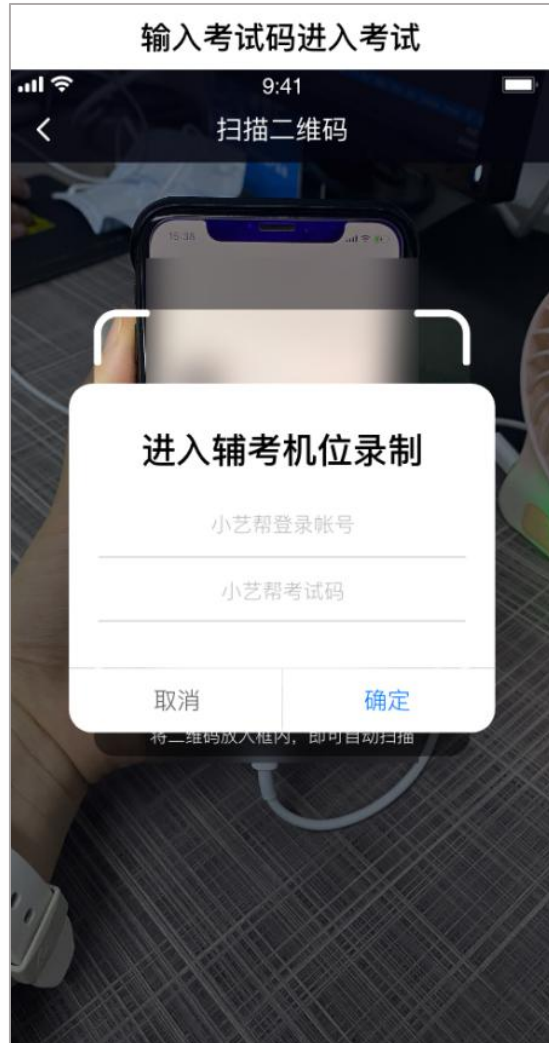 输入考试码进入考试
9:41
扫描二维码
15:38
进入辅考机位录制
小艺帮登录帐号
小艺帮考试码
取消
确定
将二维码放入框内，即可自动扫描